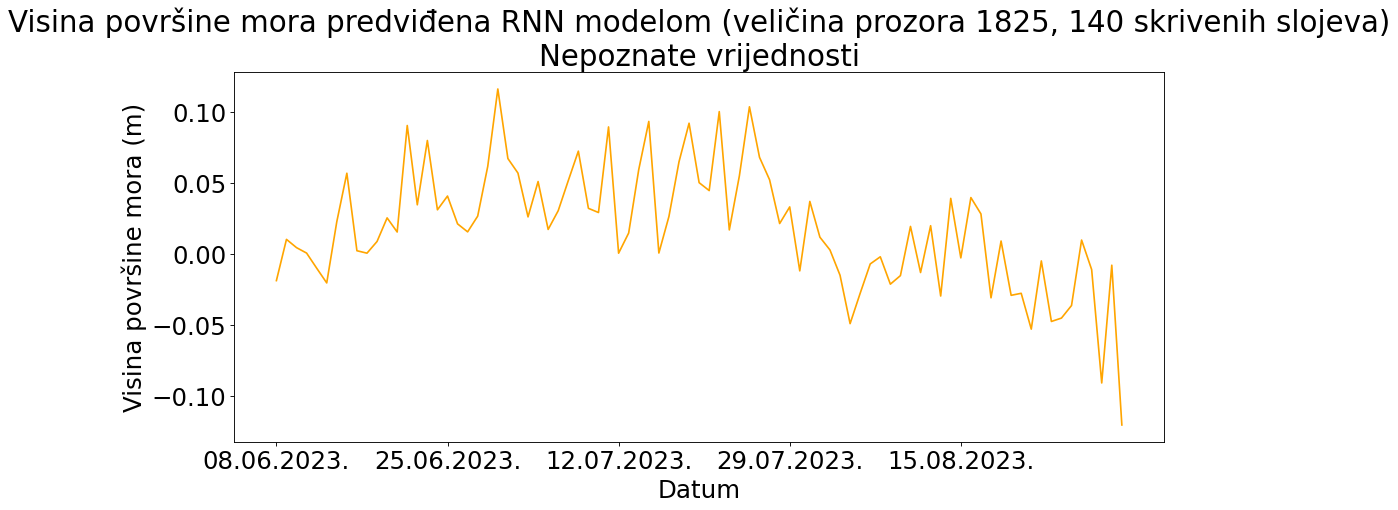 Visina površine mora predviđena RNN modelom (veličina prozora 1825, 140 skrivenih slojeva)
Nepoznate vrijednosti
Visina površine mora (m)
0.10
0.05
0.00
−0.05
−0.10
08.06.2023. 25.06.2023. 12.07.2023. 29.07.2023. 15.08.2023.
Datum